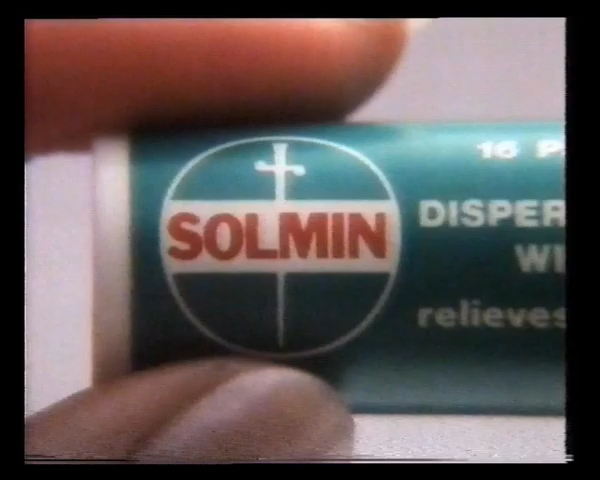 SOLMIN
16 P
DISPER
WI
relieves